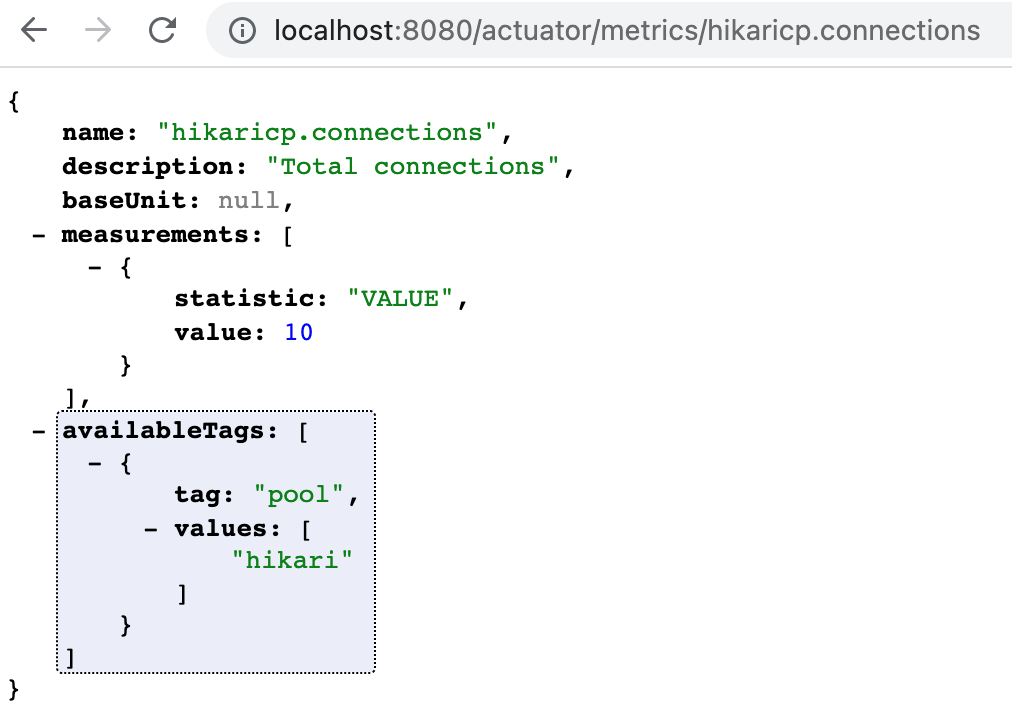 localhost:8080/actuator/metrics/hikaricp.connections
{
name: "hikaricp.connections",
description: "Total connections",
baseUnit: null,
- measurements: [
- {
statistic: "VALUE",
value: 10
}
],
- availableTags: [
- {
tag: "pool",
- values: [
"hikari"
]
}
]
}